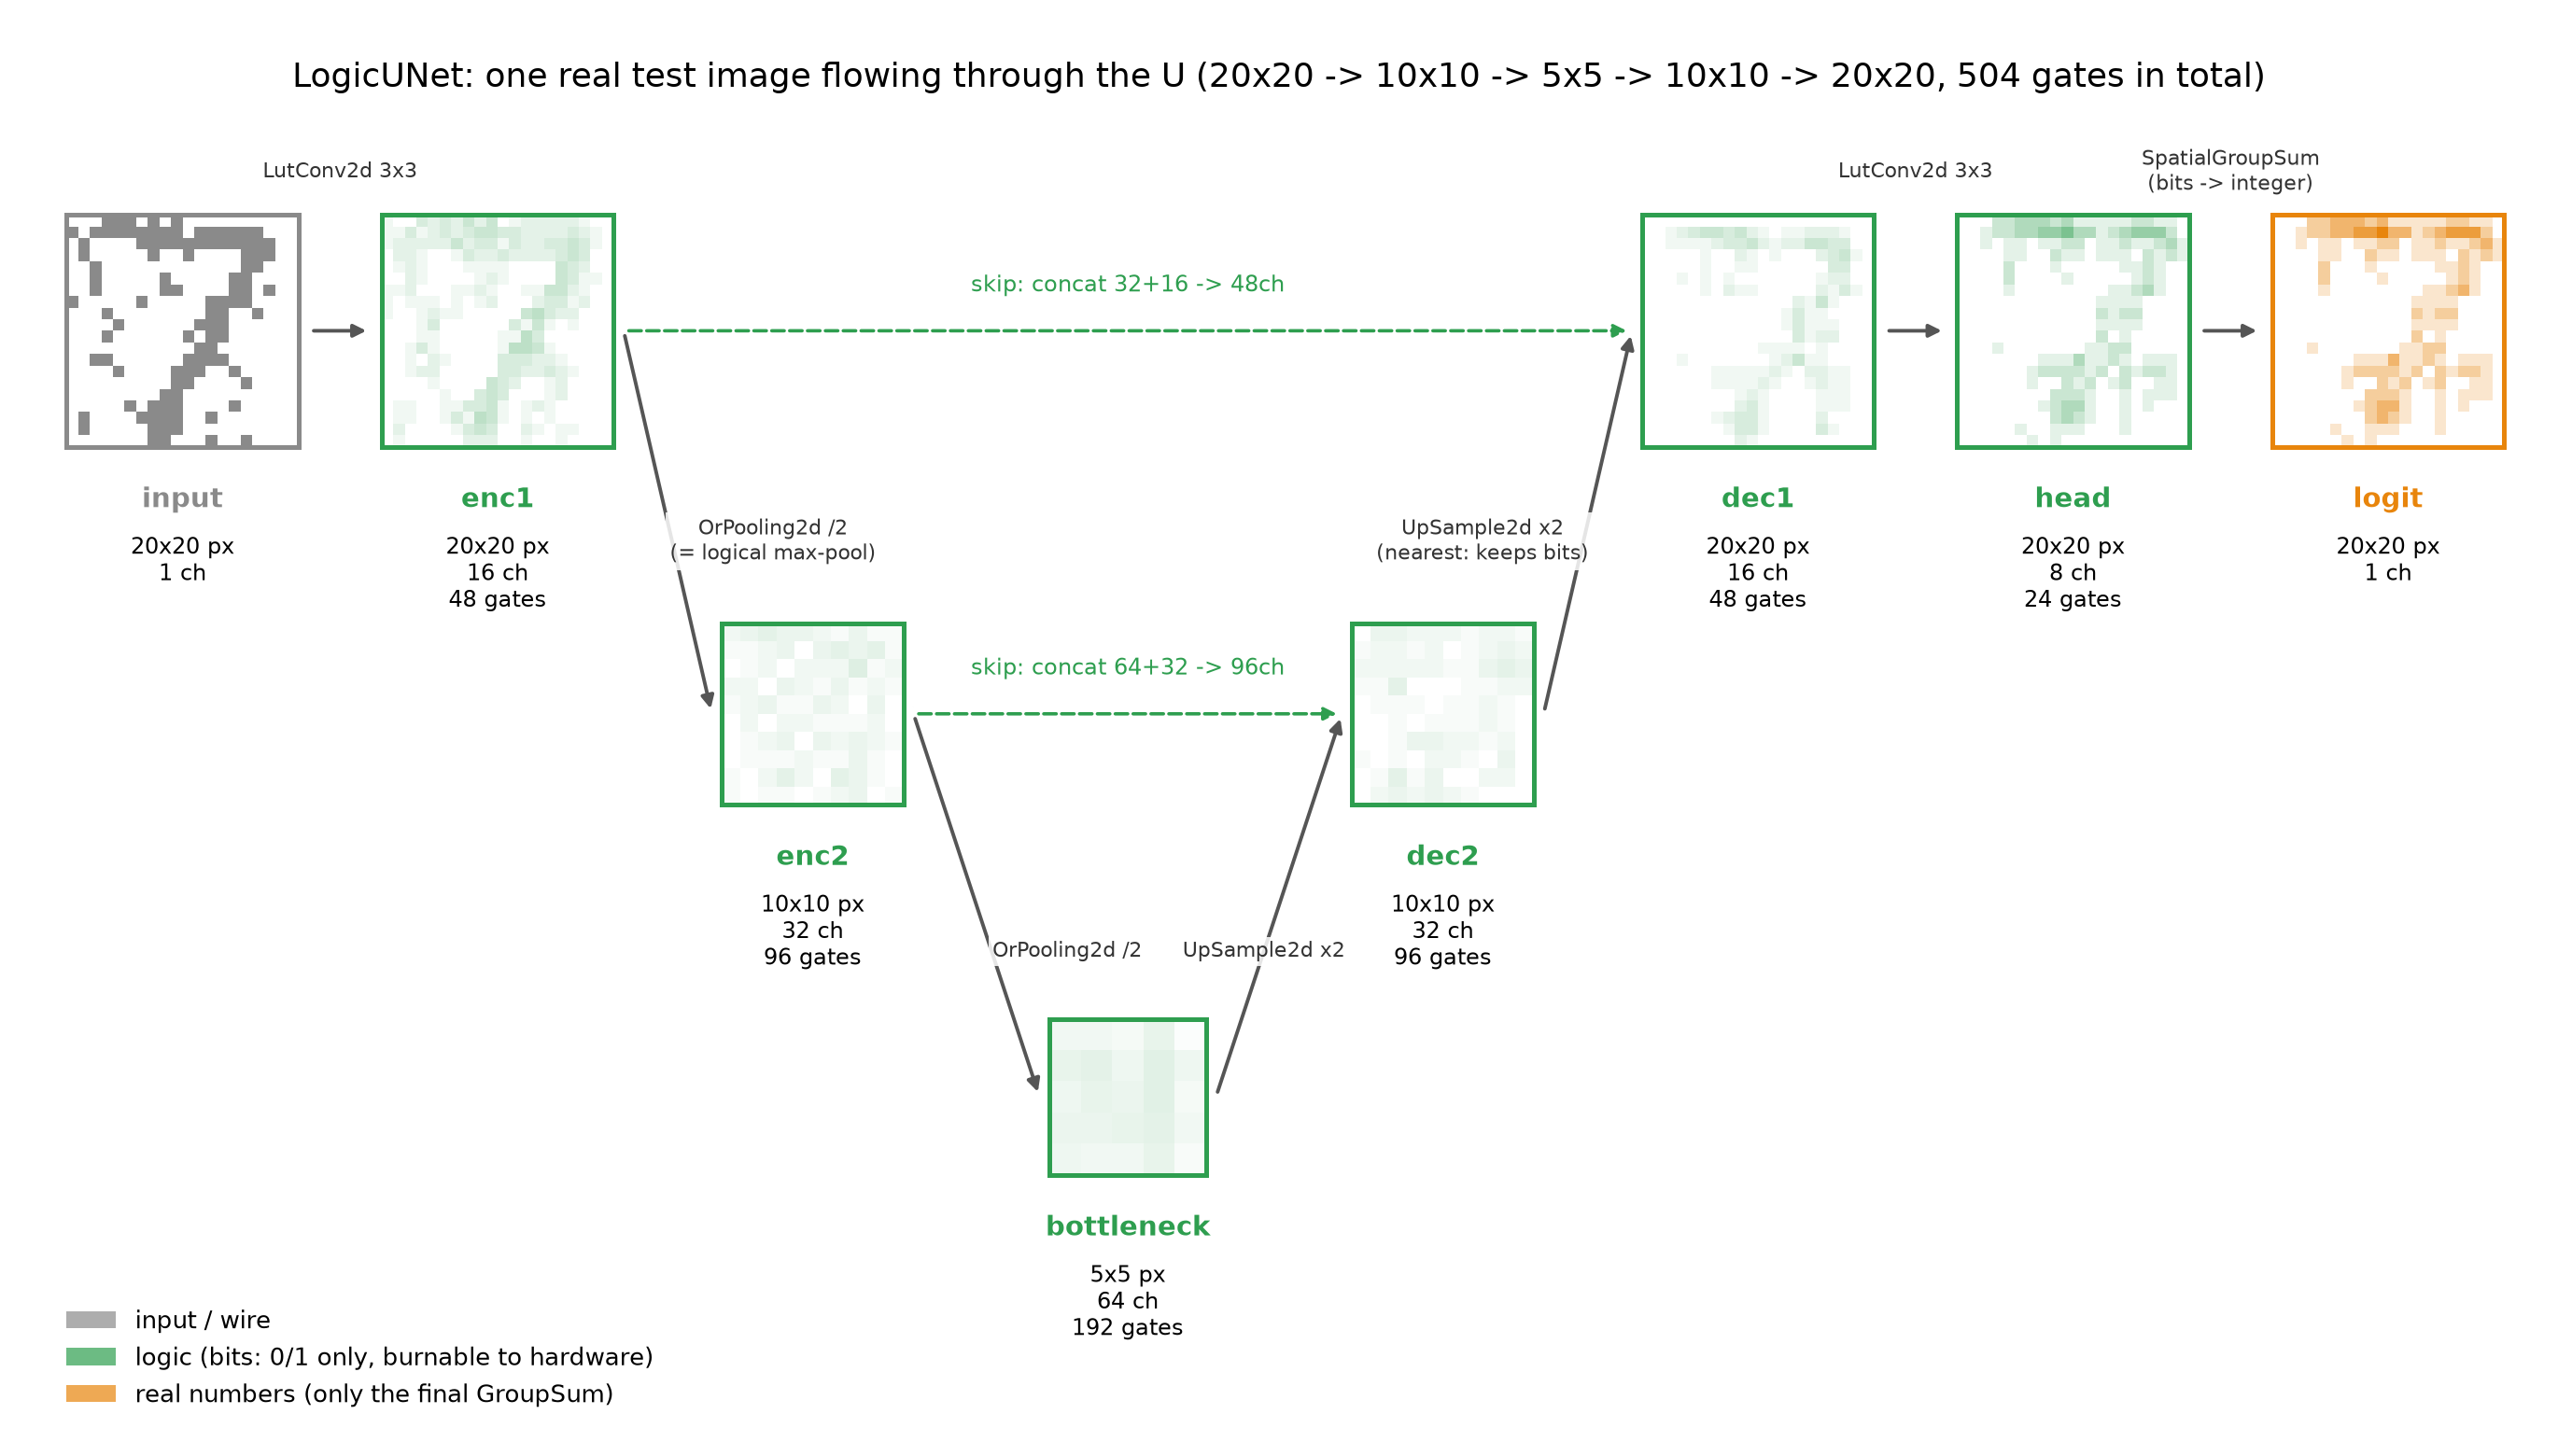 LogicUNet: one real test image flowing through the U (20x20 -> 10x10 -> 5x5 -> 10x10 -> 20x20, 504 gates in total)
LutConv2d 3x3
LutConv2d 3x3
SpatialGroupSum
(bits -> integer)
skip: concat 32+16 -> 48ch
input
20x20 px
1 ch
enc1
20x20 px
16 ch
48 gates
dec1
20x20 px
16 ch
48 gates
head
20x20 px
8 ch
24 gates
logit
20x20 px
1 ch
OrPooling2d /2
(= logical max-pool)
UpSample2d x2
(nearest: keeps bits)
skip: concat 64+32 -> 96ch
enc2
10x10 px
32 ch
96 gates
dec2
10x10 px
32 ch
96 gates
OrPooling2d /2
UpSample2d x2
bottleneck
5x5 px
64 ch
192 gates
input / wire
logic (bits: 0/1 only, burnable to hardware)
real numbers (only the final GroupSum)